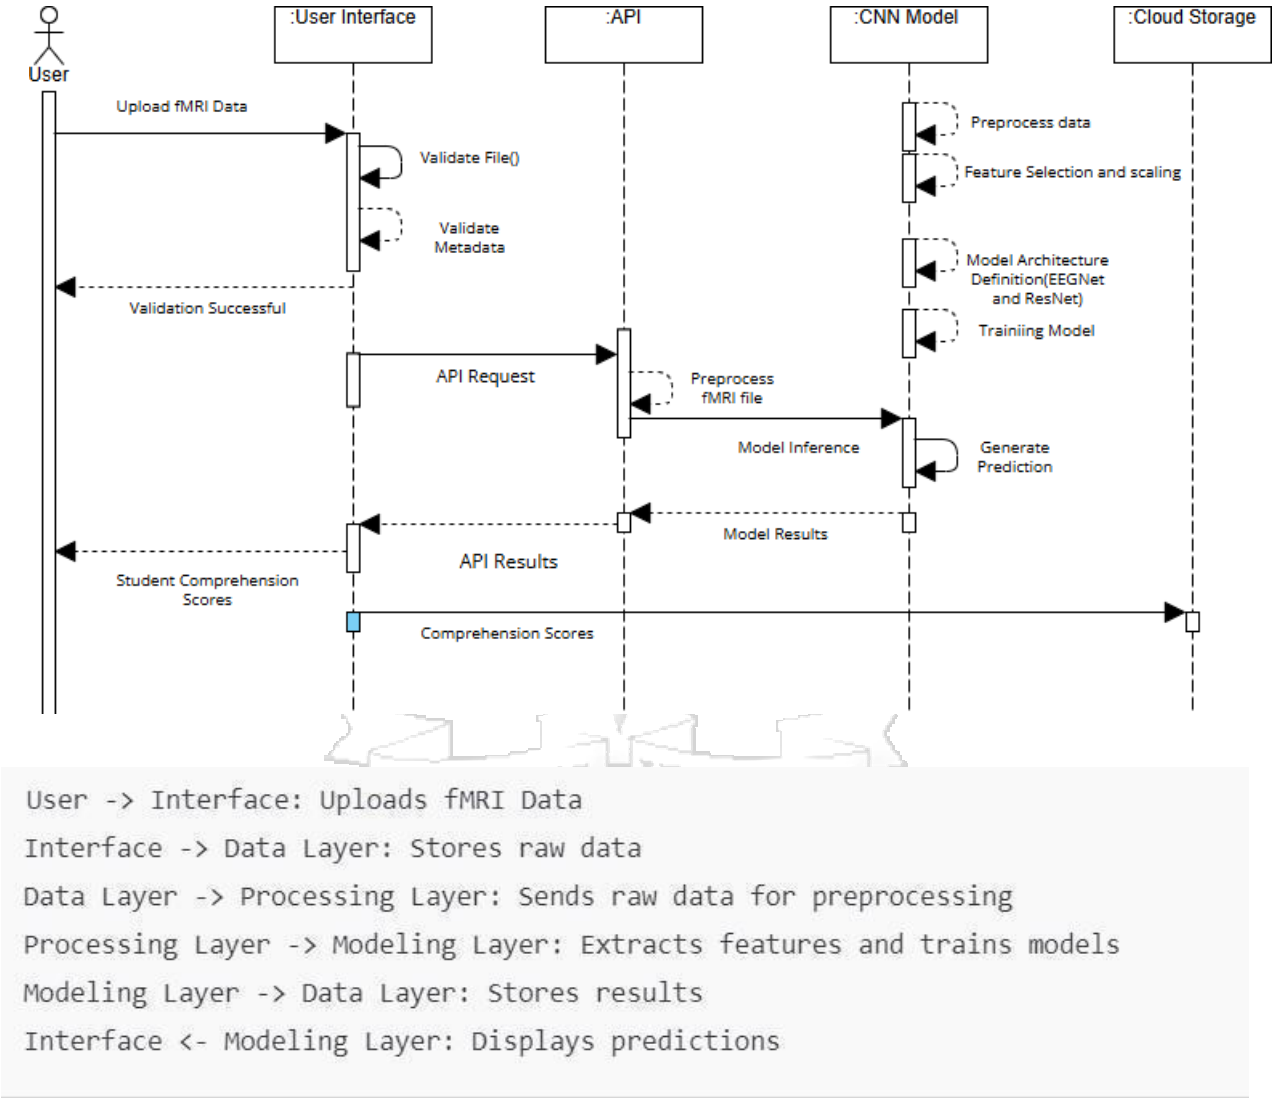 :User Interface
:API
:CNN Model
:Cloud Storage
User
Upload fMRI Data
Preprocess data
Validate File()
Feature Selection and scaling
Validate
Metadata
Model Architecture
Definition(EEGNet
and ResNet)
Validation Successful
Trainiing Model
API Request
Preprocess
fMRI file
Model Inference
Generate
Prediction
Model Results
API Results
Student Comprehension
Scores
Comprehension Scores
User -> Interface: Uploads fMRI Data
Interface -> Data Layer: Stores raw data
Data Layer -> Processing Layer: Sends raw data for preprocessing
Processing Layer -> Modeling Layer: Extracts features and trains models
Modeling Layer -> Data Layer: Stores results
Interface <- Modeling Layer: Displays predictions